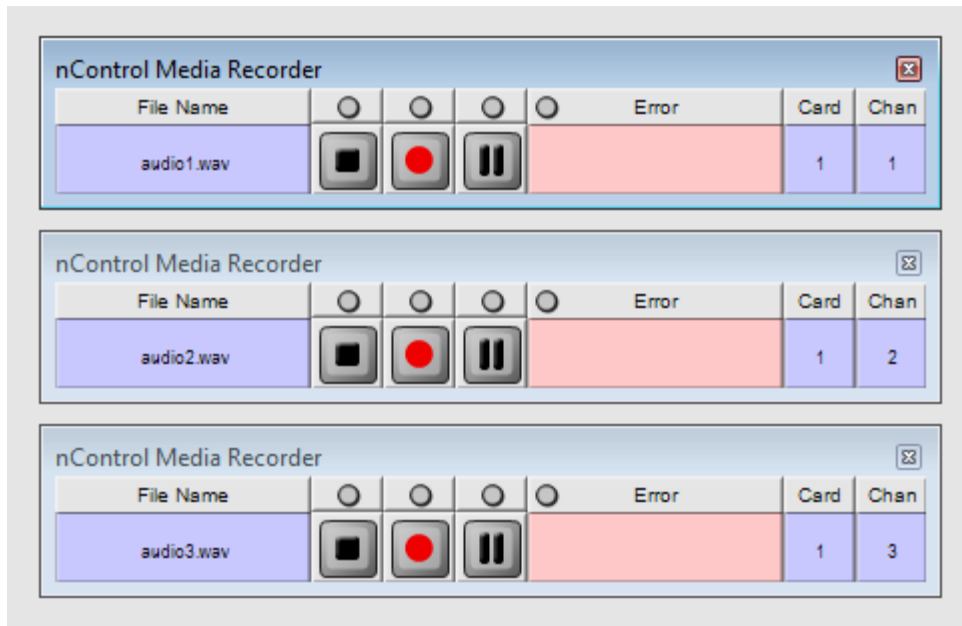 nControl Media Recorder
File Name Error Card Chan
audio1.wav 1 1
nControl Media Recorder
File Name Error Card Chan
audio2.wav 1 2
nControl Media Recorder
File Name Error Card Chan
audio3.wav 1 3